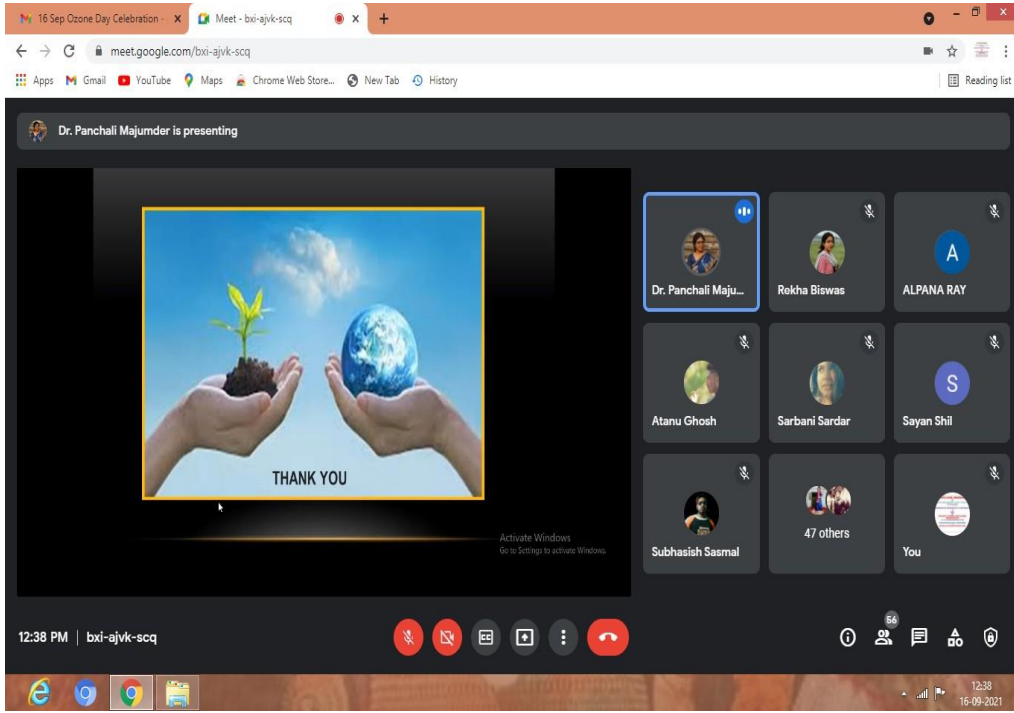 16 Sep Ozone Day Celebration -
Meet - bxi-ajvk-scq
meet.google.com/bxi-ajvk-scq
Apps Gmail YouTube Maps Chrome Web Store... New Tab History Reading list
Dr. Panchali Majumder is presenting
THANK YOU
Activate Windows
Go to Settings to activate Windows.
Dr. Panchali Maju...
Rekha Biswas
A
ALPANA RAY
Atanu Ghosh
Sarbani Sardar
S
Sayan Shil
Subhasish Sasmal
47 others
You
12:38 PM | bxi-ajvk-scq
CC
56
12:38
16-09-2021